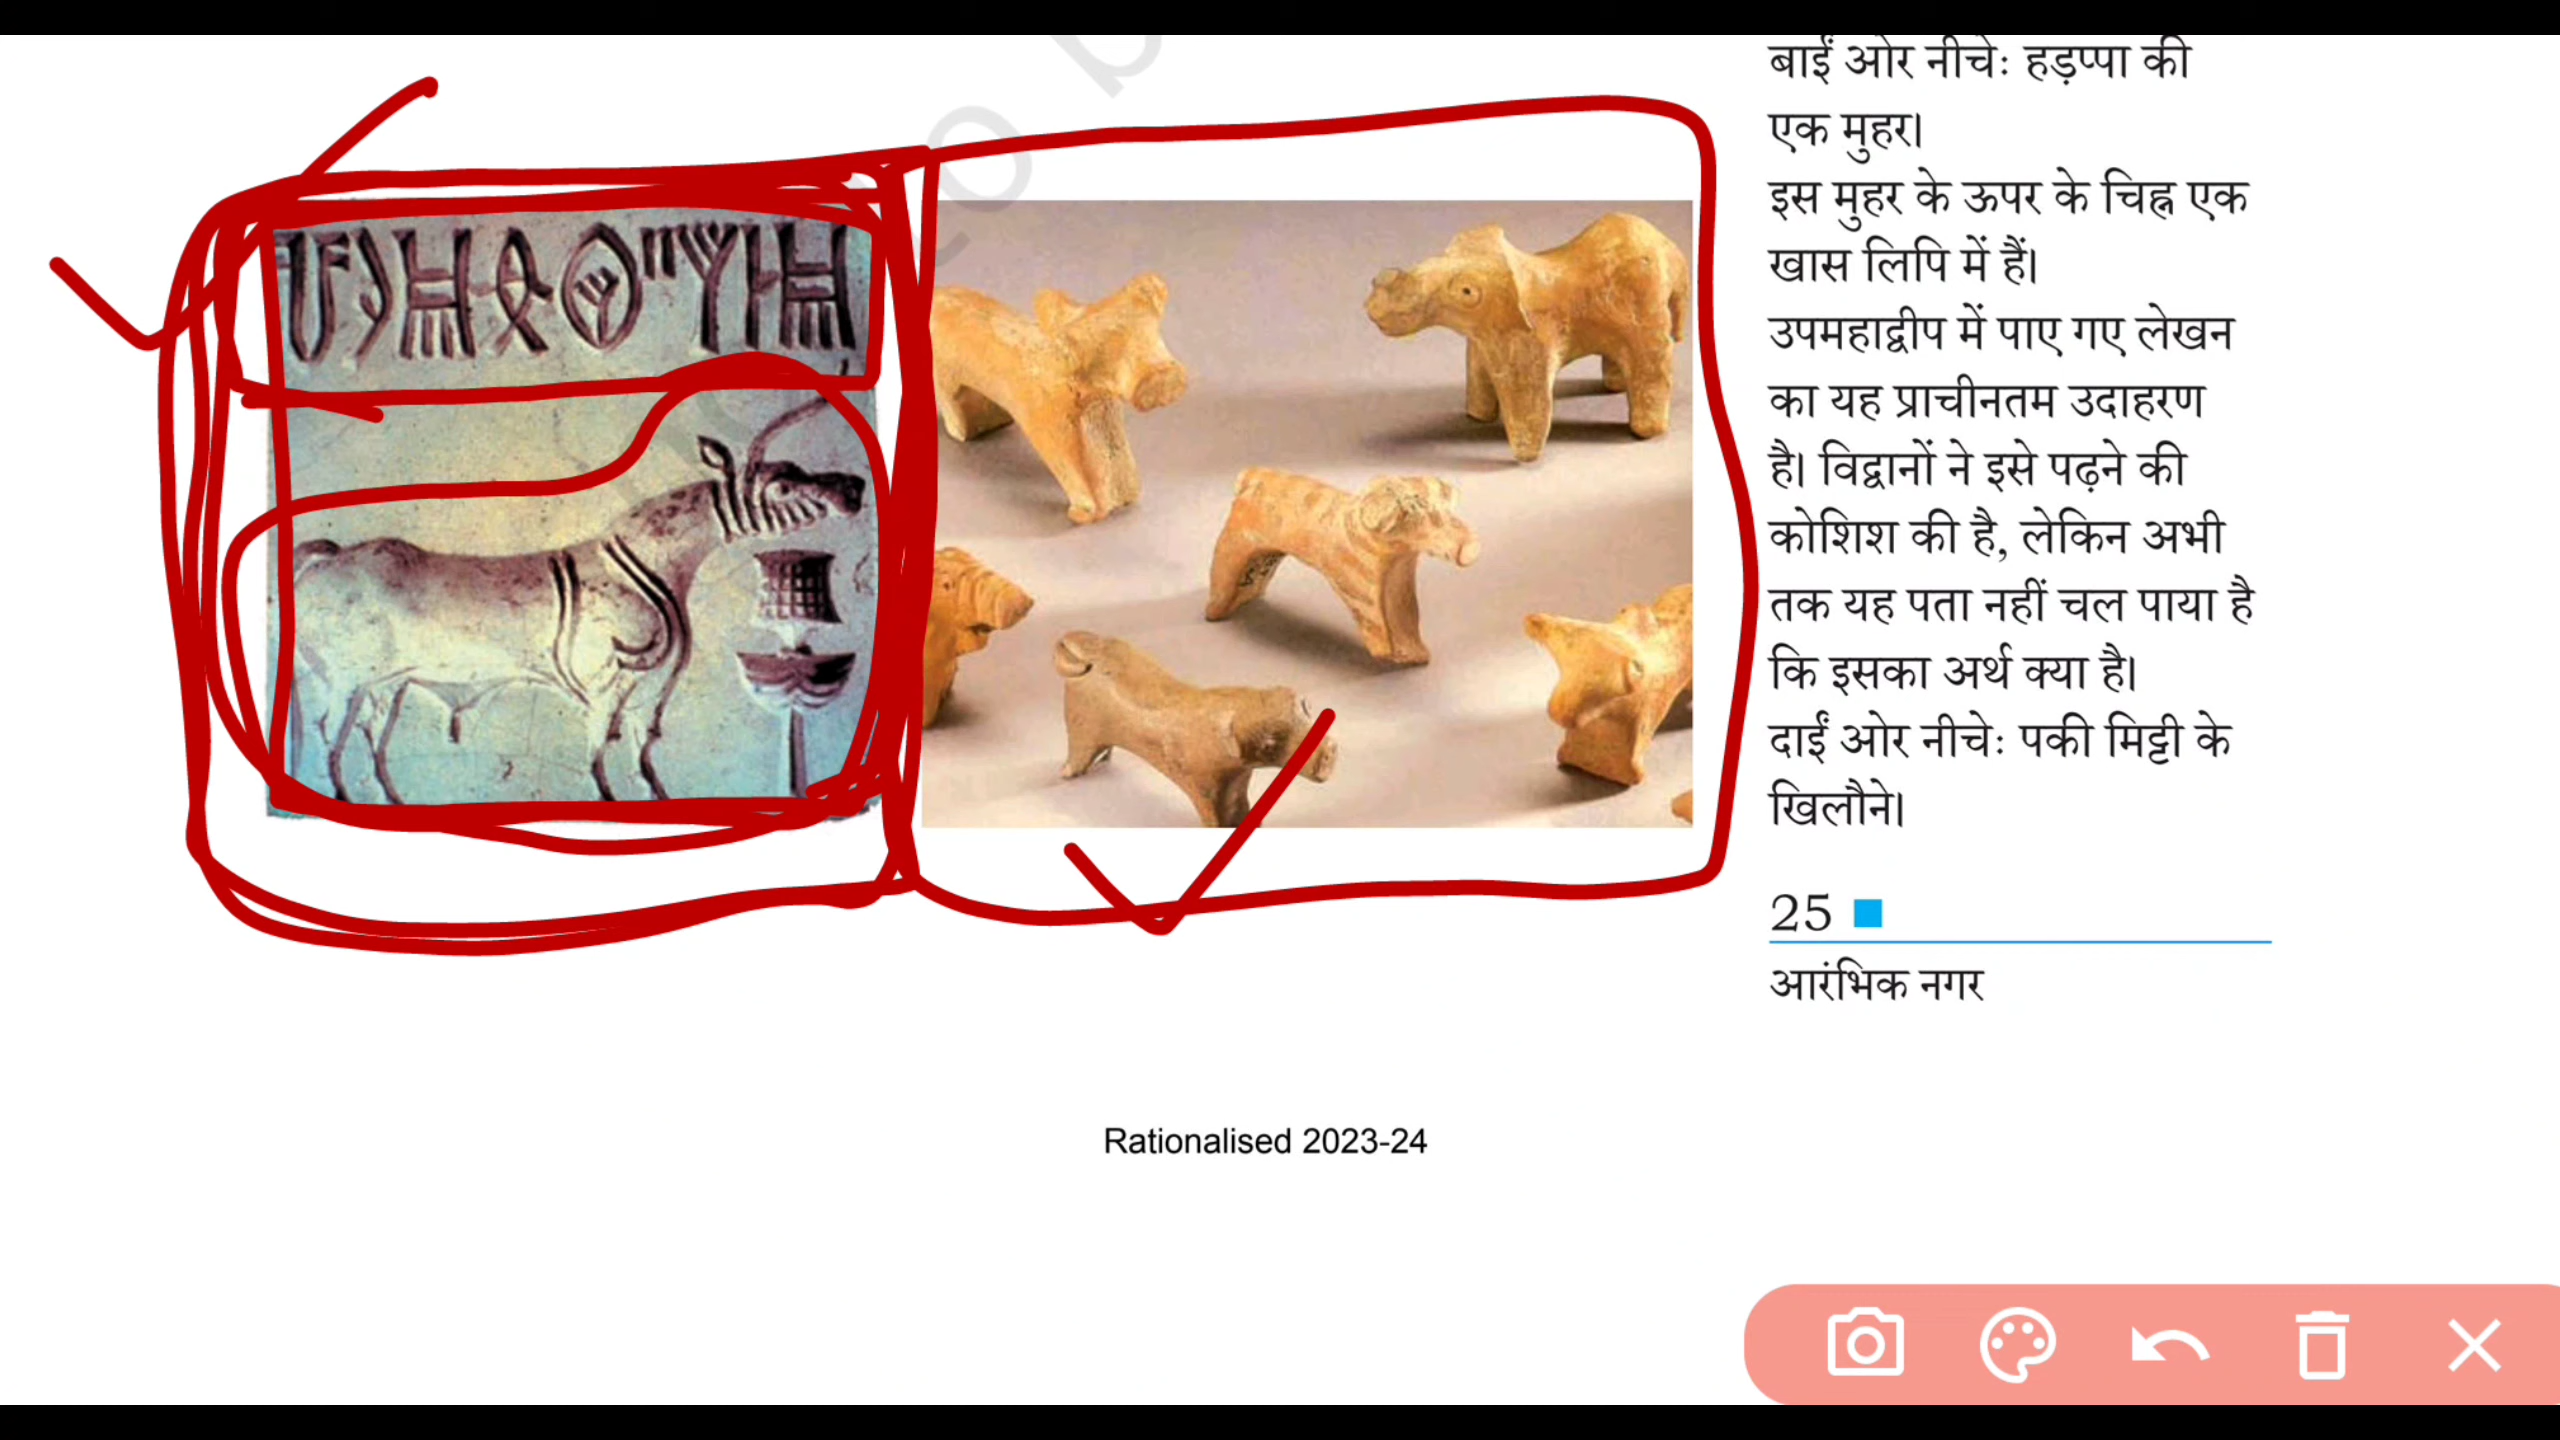 बाईं ओर नीचेः हड़प्पा की
एक मुहर।
इस मुहर के ऊपर के चिह्न एक
खास लिपि में हैं।
उपमहाद्वीप में पाए गए लेखन
का यह प्राचीनतम उदाहरण
है। विद्वानों ने इसे पढ़ने की
कोशिश की है, लेकिन अभी
तक यह पता नहीं चल पाया है
कि इसका अर्थ क्या है।
दाईं ओर नीचेः पकी मिट्टी के
खिलौने।
25
आरंभिक नगर
Rationalised 2023-24